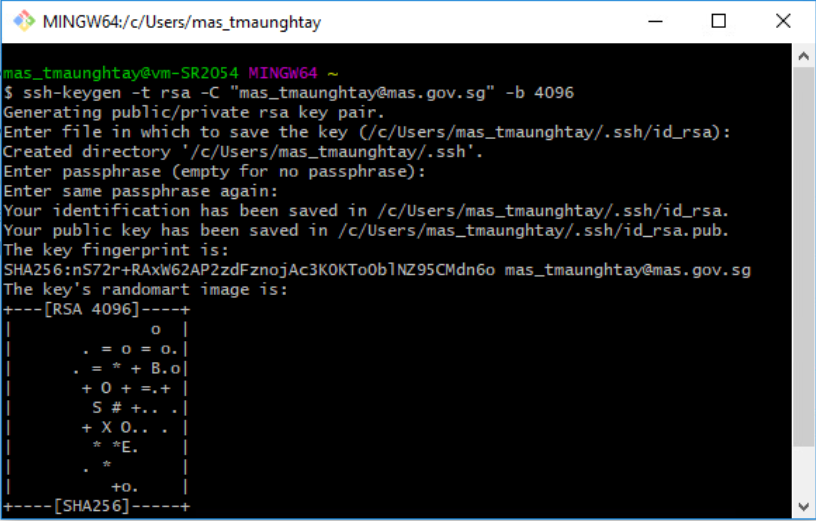 MINGW64:/c/Users/mas_tmaunghtay
mas_tmaunghtay@vm-SR2054 MINGW64 ~
$ ssh-keygen -t rsa -C "mas_tmaunghtay@mas.gov.sg" -b 4096
Generating public/private rsa key pair.
Enter file in which to save the key (/c/Users/mas_tmaunghtay/.ssh/id_rsa):
Created directory '/c/Users/mas_tmaunghtay/.ssh'.
Enter passphrase (empty for no passphrase):
Enter same passphrase again:
Your identification has been saved in /c/Users/mas_tmaunghtay/.ssh/id_rsa.
Your public key has been saved in /c/Users/mas_tmaunghtay/.ssh/id_rsa.pub.
The key fingerprint is:
SHA256:nS72r+RAxW62AP2zdFznojAc3KOKToOblNZ95CMdn6o mas_tmaunghtay@mas.gov.sg
The key's randomart image is:
+---[RSA 4096]----+
|              o  |
|       . = o = o.|
|      . = * + B.o|
|       + O + =.+ |
|        S # +.. .|
|       + X O.. . |
|        * *E.    |
|       . *       |
|          +o.    |
+----[SHA256]-----+